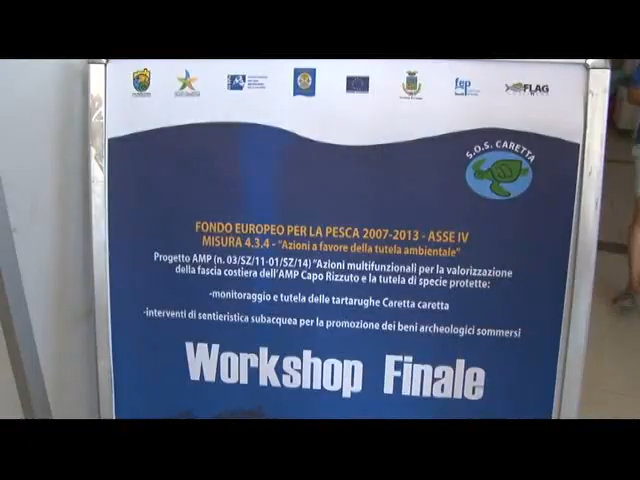 fep
FLAG
S.O.S. CARETTA
FONDO EUROPEO PER LA PESCA 2007-2013 - ASSE IV
MISURA 4.3.4 - "Azioni a favore della tutela ambientale"
Progetto AMP (n. 03/SZ/11-01/SZ/14) "Azioni multifunzionali per la valorizzazione
della fascia costiera dell'AMP Capo Rizzuto e la tutela di specie protette:
-monitoraggio e tutela delle tartarughe Caretta caretta
-interventi di sentieristica subacquea per la promozione dei beni archeologici sommersi
Workshop Finale